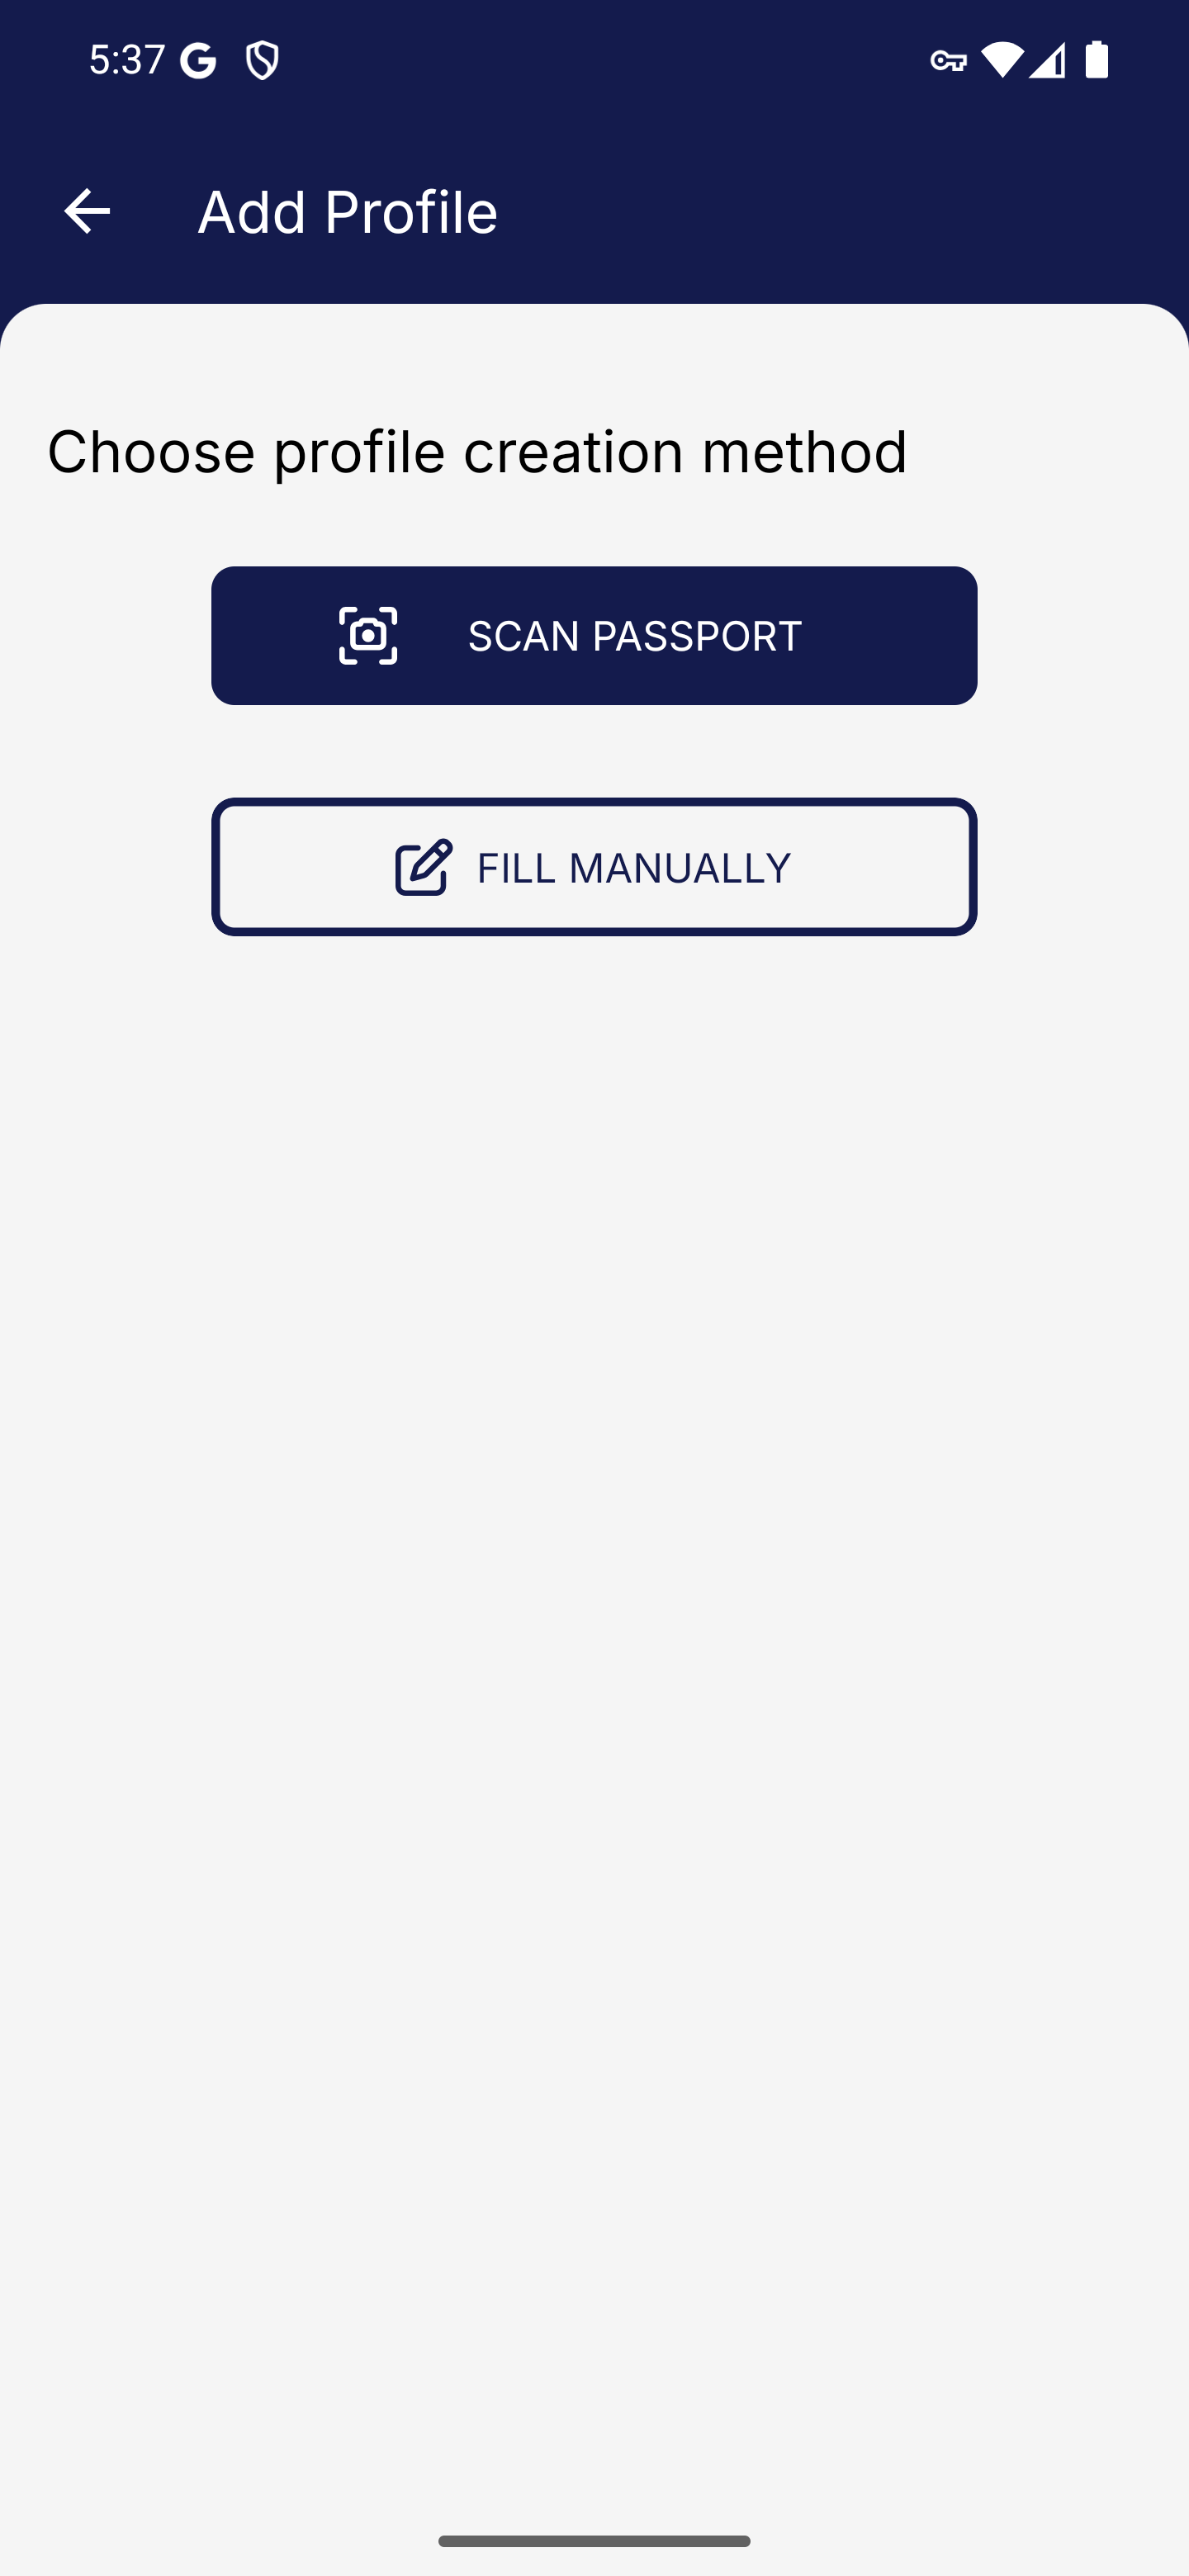 5:37
Add Profile
Choose profile creation method
SCAN PASSPORT
FILL MANUALLY